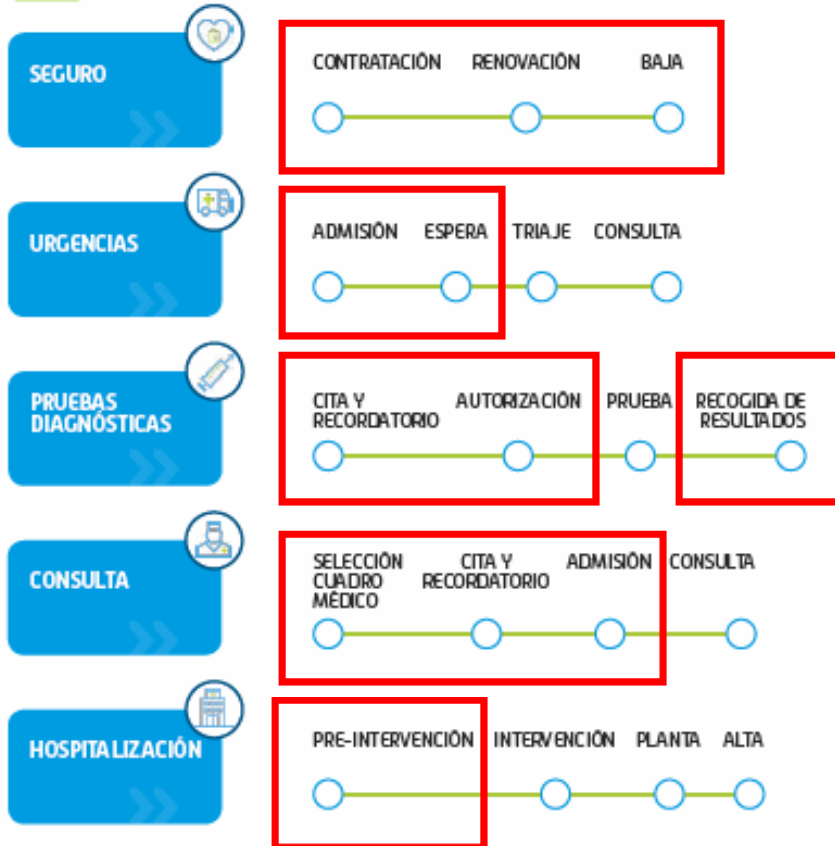 SEGURO
CONTRATACIÓN RENOVACIÓN BAJA
URGENCIAS
ADMISIÓN ESPERA TRIAJE CONSULTA
PRUEBAS
DIAGNÓSTICAS
CITA Y
RECORDATORIO
AUTORIZACIÓN
PRUEBA
RECOGIDA DE
RESULTADOS
CONSULTA
SELECCIÓN
CUADRO
MÉDICO
CITA Y
RECORDATORIO
ADMISIÓN
CONSULTA
HOSPITALIZACIÓN
PRE-INTERVENCIÓN INTERVENCIÓN PLANTA ALTA